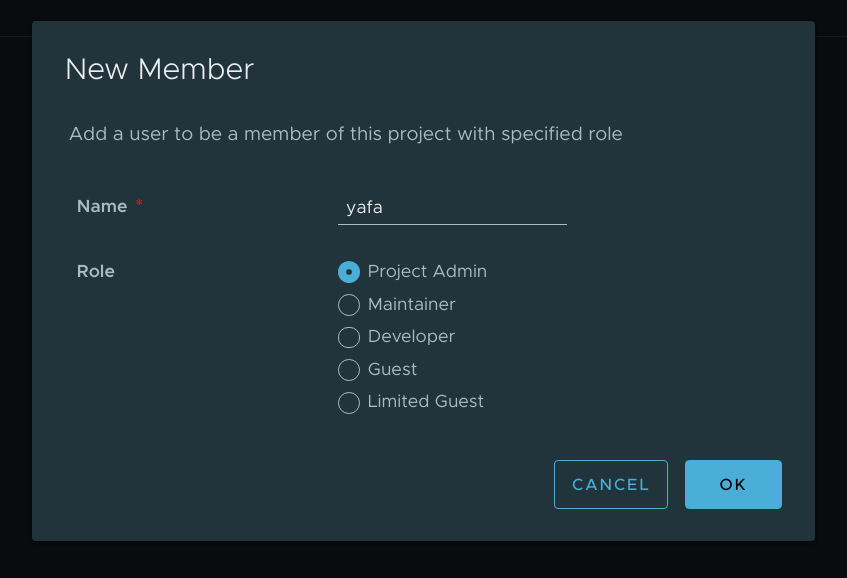 New Member
Add a user to be a member of this project with specified role
Name *
yafa
Role
Project Admin
Maintainer
Developer
Guest
Limited Guest
CANCEL
OK